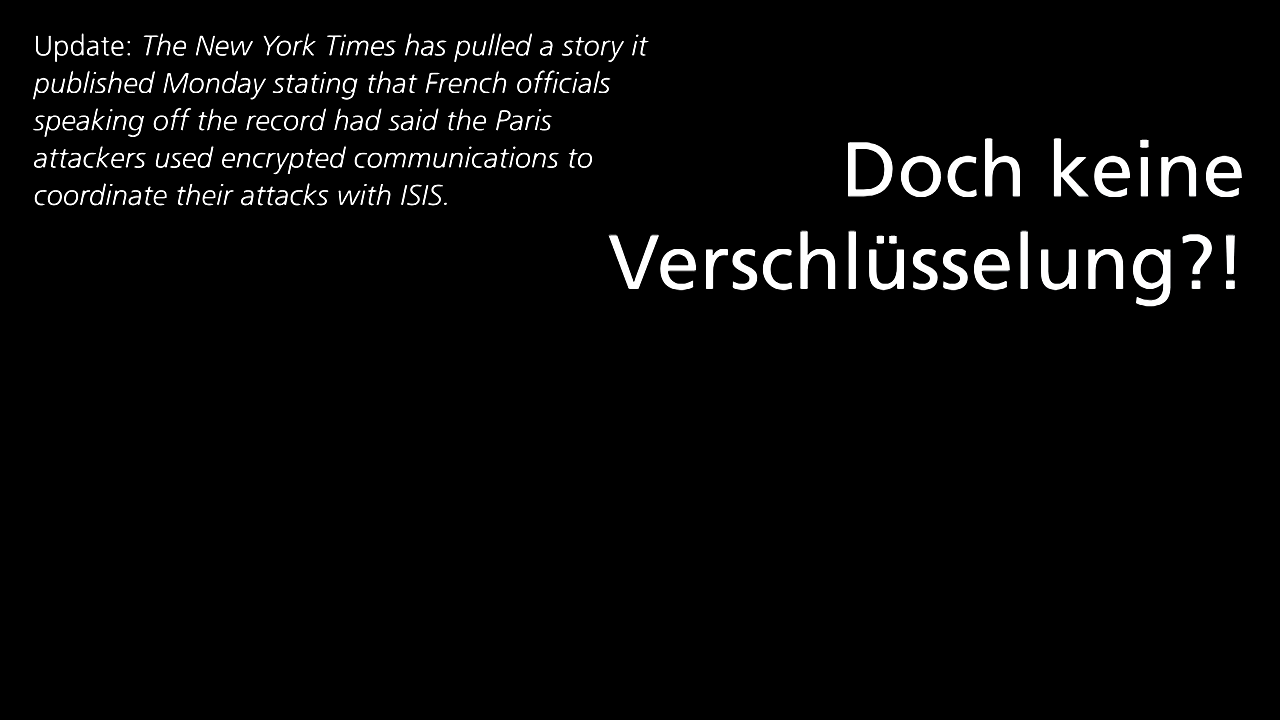 Update: The New York Times has pulled a story it
published Monday stating that French officials
speaking off the record had said the Paris
attackers used encrypted communications to
coordinate their attacks with ISIS.
Doch keine
Verschlüsselung?!